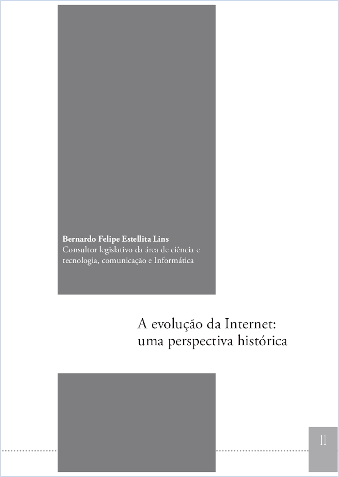 Bernardo Felipe Estellita Lins
Consultor legislativo da área de ciência e
tecnologia, comunicação e Informática
A evolução da Internet:
uma perspectiva histórica
11